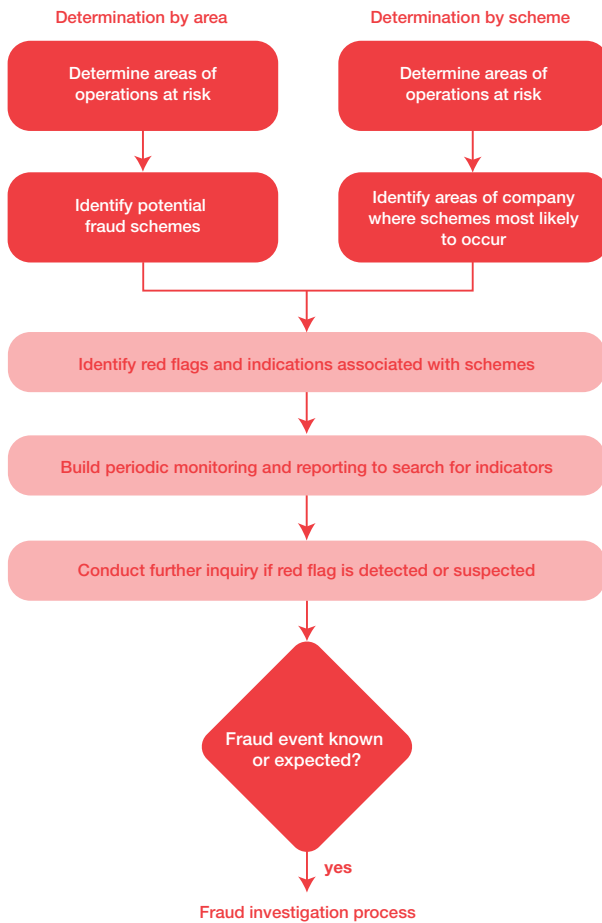 Determination by area
Determination by scheme
Determine areas of
operations at risk
Determine areas of
operations at risk
Identify potential
fraud schemes
Identify areas of company
where schemes most likely
to occur
Identify red flags and indications associated with schemes
Build periodic monitoring and reporting to search for indicators
Conduct further inquiry if red flag is detected or suspected
Fraud event known
or expected?
yes
Fraud investigation process